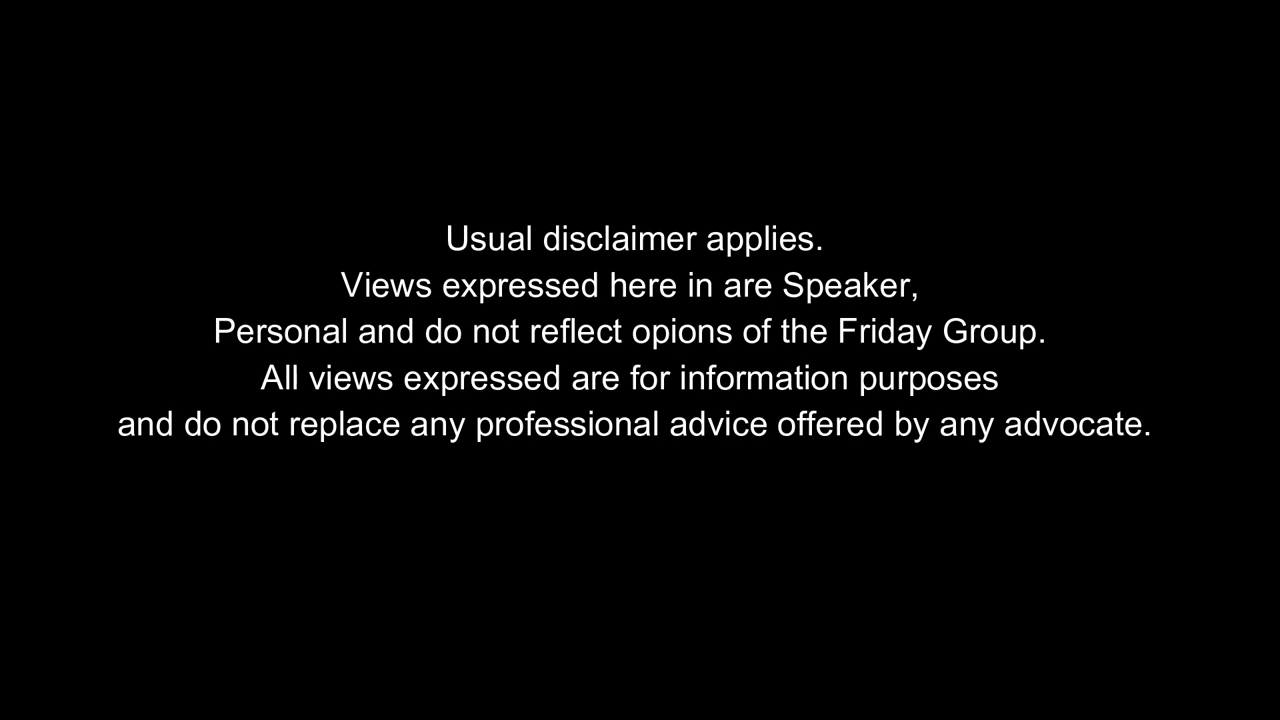 Usual disclaimer applies.
Views expressed here in are Speaker,
Personal and do not reflect opions of the Friday Group.
All views expressed are for information purposes
and do not replace any professional advice offered by any advocate.